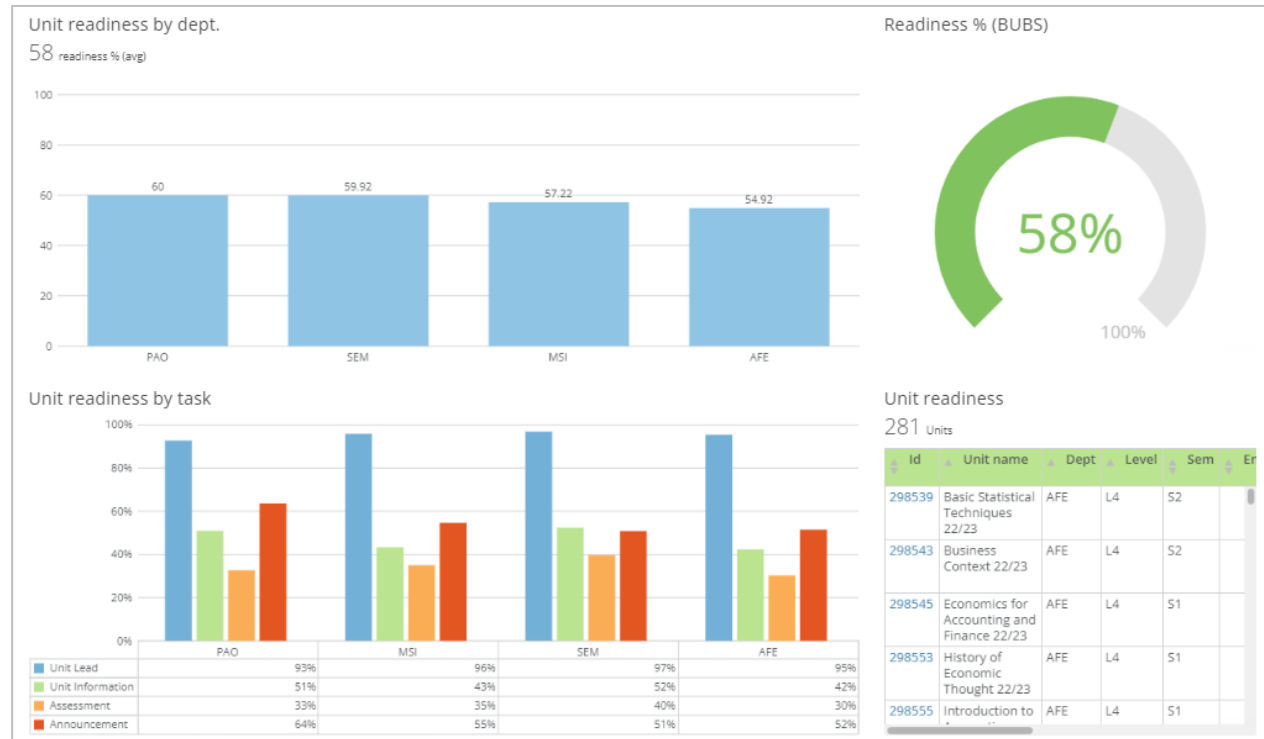 Unit readiness by dept.
58 readiness % (avg)
100
80
60
40
20
0
60
59.92
57.22
54.92
PAO SEM MSI AFE
Readiness % (BUBS)
58%
100%
Unit readiness by task
100%
80%
60%
40%
20%
0%
PAO MSI SEM AFE
Unit Lead 93% 96% 97% 95%
Unit Information 51% 43% 52% 42%
Assessment 33% 35% 40% 30%
Announcement 64% 55% 51% 52%
Unit readiness
281 Units
Id Unit name Dept Level Sem Er
298539 Basic Statistical AFE L4 S2
Techniques
22/23
298543 Business AFE L4 S2
Context 22/23
298545 Economics for AFE L4 S1
Accounting and
Finance 22/23
298553 History of AFE L4 S1
Economic
Thought 22/23
298555 Introduction to AFE L4 S1